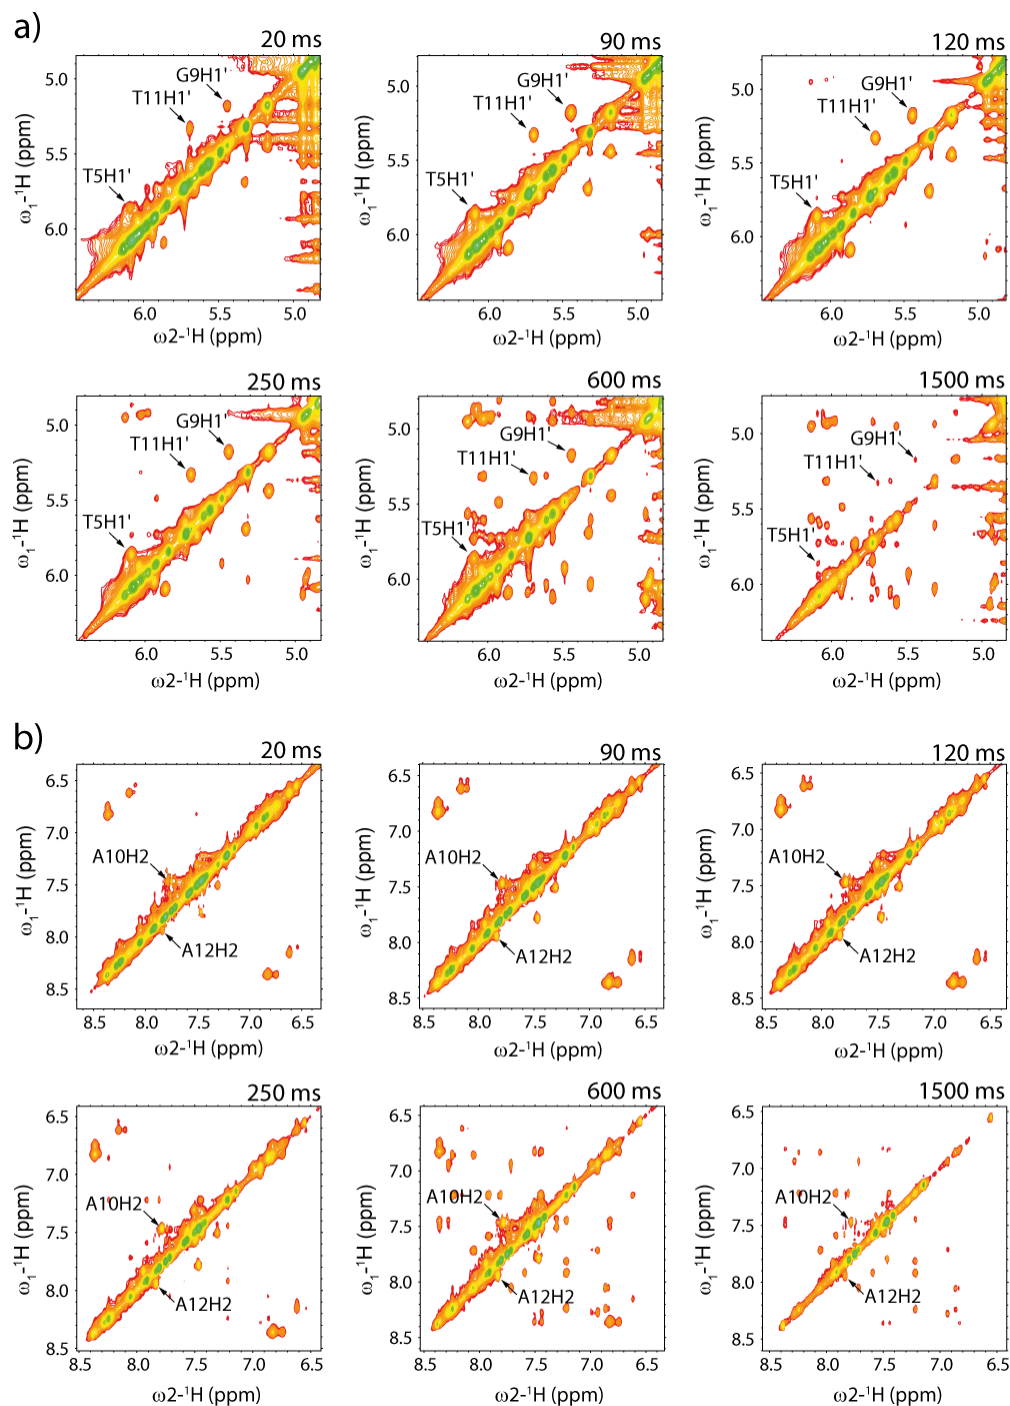 a)
20 ms
90 ms
120 ms
G9H1'
T11H1'
T5H1'
5.0
5.5
6.0
ω₁-¹H (ppm)
6.0 5.5 5.0
ω2-¹H (ppm)
G9H1'
T11H1'
T5H1'
5.0
5.5
6.0
ω₁-¹H (ppm)
6.0 5.5 5.0
ω2-¹H (ppm)
G9H1'
T11H1'
T5H1'
5.0
5.5
6.0
ω₁-¹H (ppm)
6.0 5.5 5.0
ω2-¹H (ppm)
250 ms
600 ms
1500 ms
G9H1'
T11H1'
T5H1'
5.0
5.5
6.0
ω₁-¹H (ppm)
6.0 5.5 5.0
ω2-¹H (ppm)
G9H1'
T11H1'
T5H1'
5.0
5.5
6.0
ω₁-¹H (ppm)
6.0 5.5 5.0
ω2-¹H (ppm)
G9H1'
T11H1'
T5H1'
5.0
5.5
6.0
ω₁-¹H (ppm)
6.0 5.5 5.0
ω2-¹H (ppm)
b)
20 ms
90 ms
120 ms
A10H2
A12H2
6.5
7.0
7.5
8.0
8.5
ω₁-¹H (ppm)
8.5 8.0 7.5 7.0 6.5
ω2-¹H (ppm)
A10H2
A12H2
6.5
7.0
7.5
8.0
8.5
ω₁-¹H (ppm)
8.5 8.0 7.5 7.0 6.5
ω2-¹H (ppm)
A10H2
A12H2
6.5
7.0
7.5
8.0
8.5
ω₁-¹H (ppm)
8.5 8.0 7.5 7.0 6.5
ω2-¹H (ppm)
250 ms
600 ms
1500 ms
A10H2
A12H2
6.5
7.0
7.5
8.0
8.5
ω₁-¹H (ppm)
8.5 8.0 7.5 7.0 6.5
ω2-¹H (ppm)
A10H2
A12H2
6.5
7.0
7.5
8.0
8.5
ω₁-¹H (ppm)
8.5 8.0 7.5 7.0 6.5
ω2-¹H (ppm)
A10H2
A12H2
6.5
7.0
7.5
8.0
8.5
ω₁-¹H (ppm)
8.5 8.0 7.5 7.0 6.5
ω2-¹H (ppm)